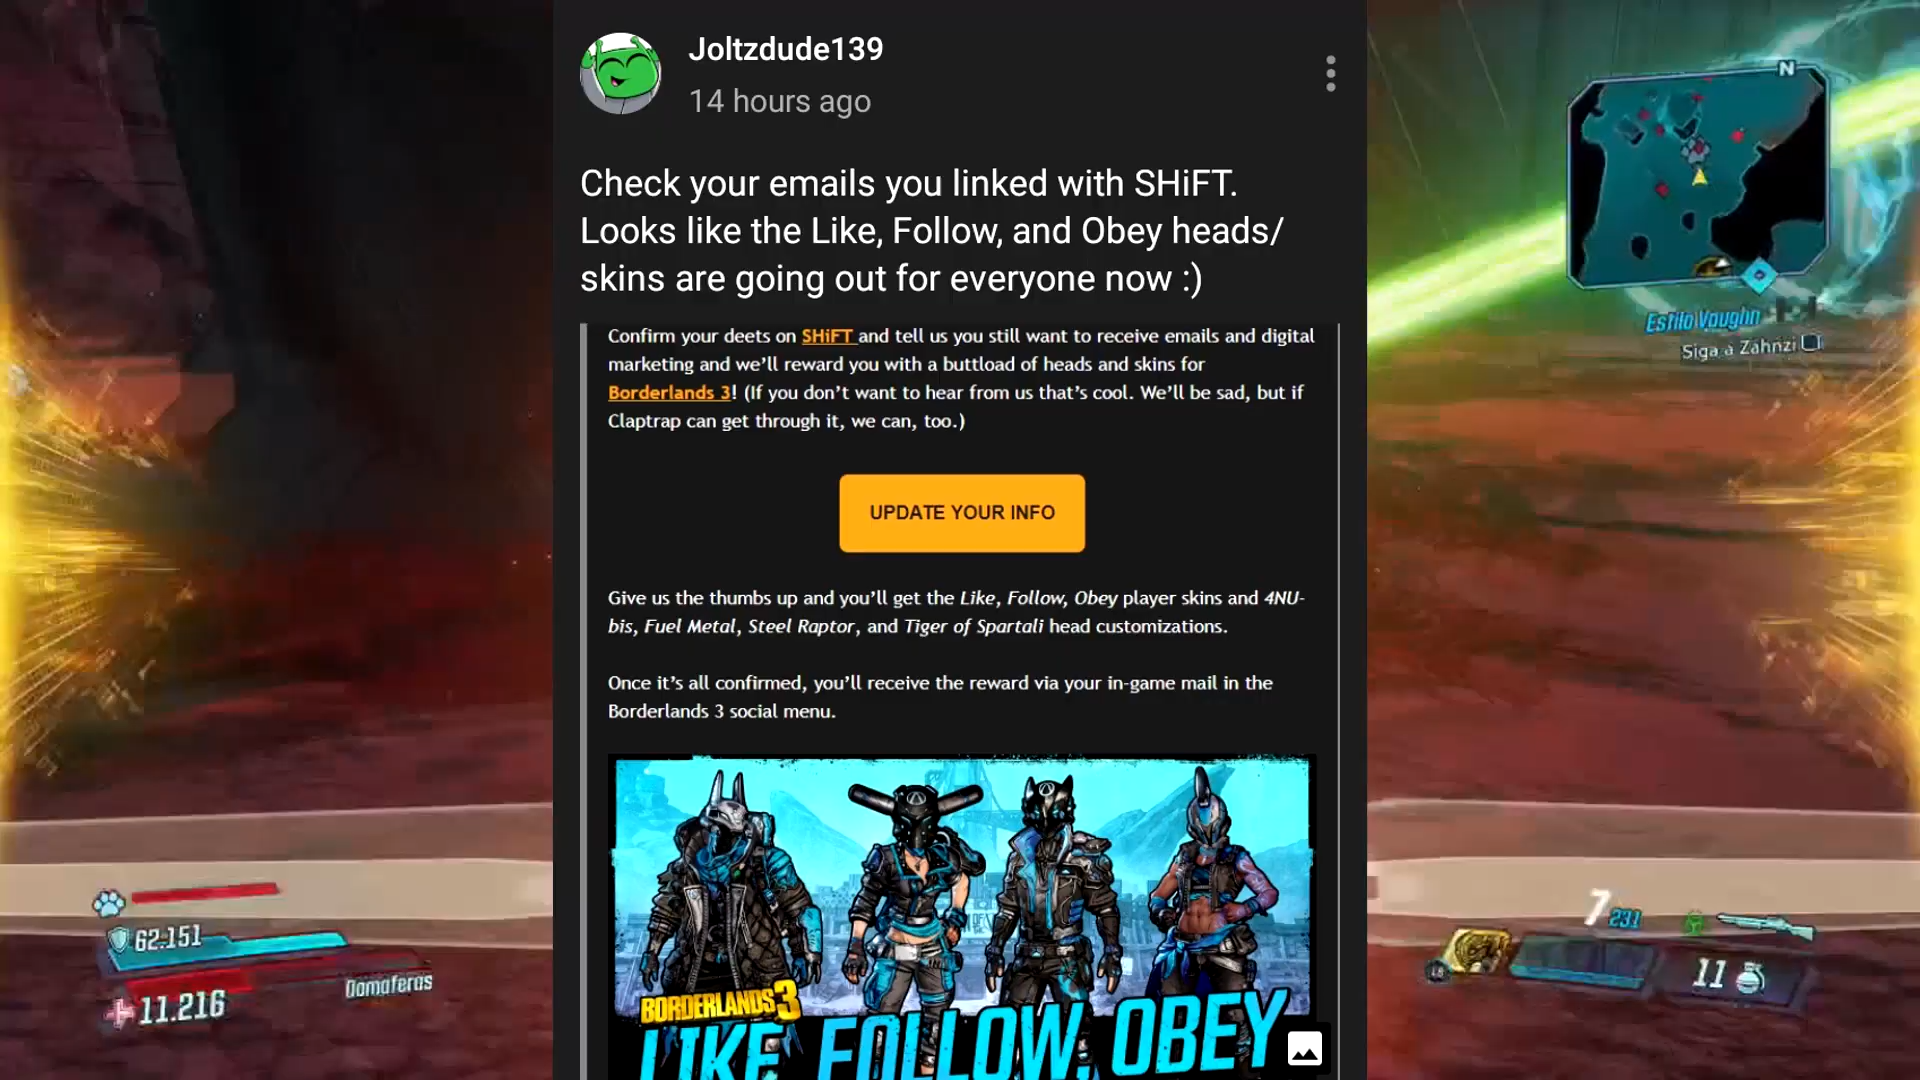 Joltzdude139
14 hours ago
Check your emails you linked with SHiFT.
Looks like the Like, Follow, and Obey heads/
skins are going out for everyone now :)
Confirm your deets on SHiFT and tell us you still want to receive emails and digital
marketing and we'll reward you with a buttload of heads and skins for
Borderlands 3! (If you don't want to hear from us that's cool. We'll be sad, but if
Claptrap can get through it, we can, too.)
UPDATE YOUR INFO
Give us the thumbs up and you'll get the Like, Follow, Obey player skins and 4NU-
bis, Fuel Metal, Steel Raptor, and Tiger of Spartali head customizations.
Once it's all confirmed, you'll receive the reward via your in-game mail in the
Borderlands 3 social menu.
BORDERLANDS 3
LIKE, FOLLOW, OBEY
N
Estilo Vaughn
Siga a Zahnzi
62.151
11.216
Domaferas
7 231
11